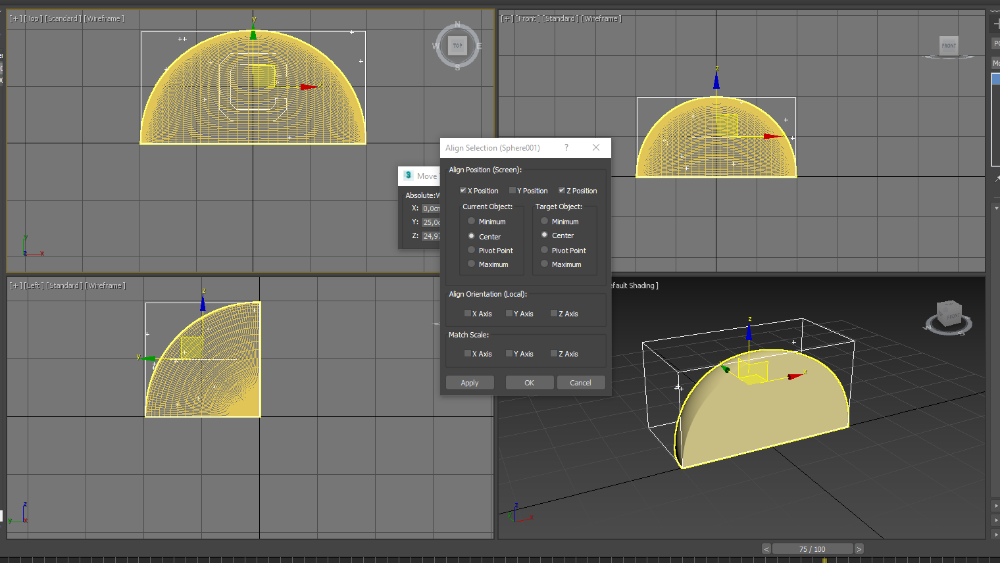 [+] [Top] [Standard] [Wireframe]
y
N
W TOP E
S
[+] [Front] [Standard] [Wireframe]
FRONT
z
Align Selection (Sphere001) ? ×
3 Move
Align Position (Screen):
X Position Y Position Z Position
Absolute:W
X: 0,0cm
Y: 25,0c
Z: 24,97
Current Object: Target Object:
Minimum Minimum
Center Center
Pivot Point Pivot Point
Maximum Maximum
y
z x
[+] [Left] [Standard] [Wireframe]
efault Shading ]
z
y
Align Orientation (Local):
X Axis Y Axis Z Axis
Match Scale:
X Axis Y Axis Z Axis
Apply OK Cancel
FRONT
z
x
z
y x
z
x
< 75 / 100 >